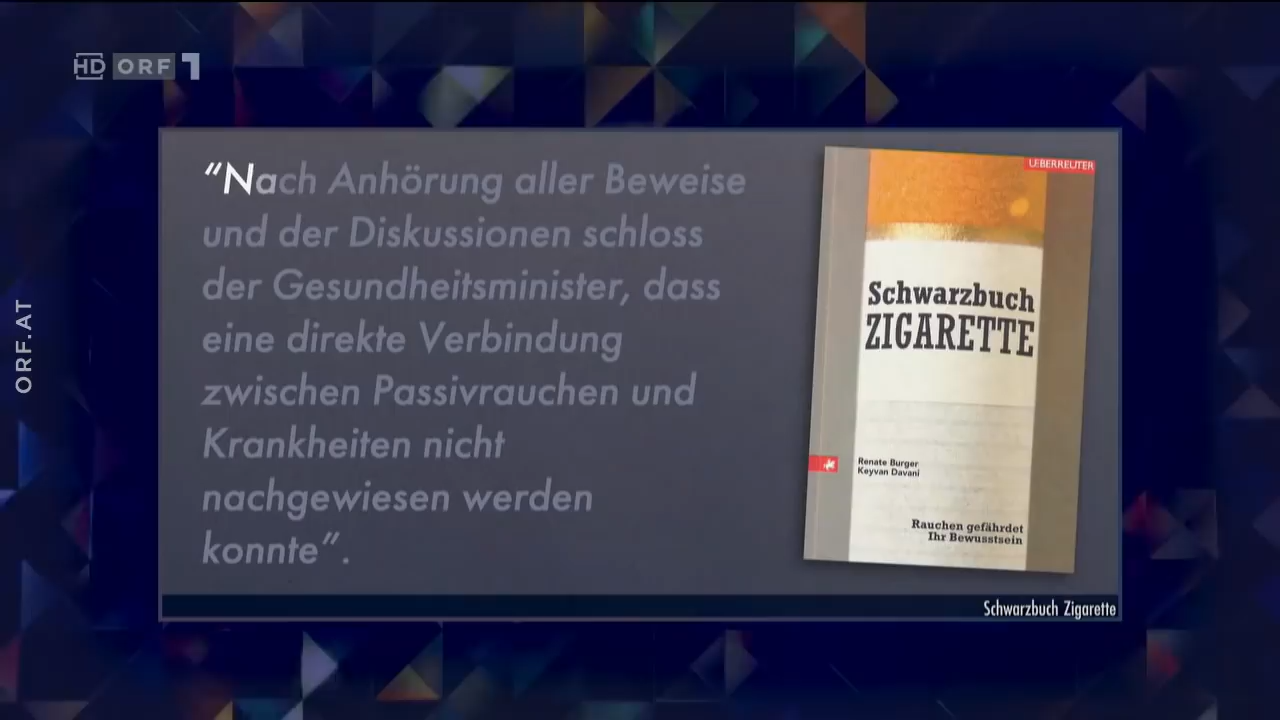 HD ORF 1
ORF.AT
“Nach Anhörung aller Beweise
und der Diskussionen schloss
der Gesundheitsminister, dass
eine direkte Verbindung
zwischen Passivrauchen und
Krankheiten nicht
nachgewiesen werden
konnte”.
UEBERREUTER
Schwarzbuch
ZIGARETTE
Renate Burger
Keyvan Davani
Rauchen gefährdet
Ihr Bewusstsein
Schwarzbuch Zigarette